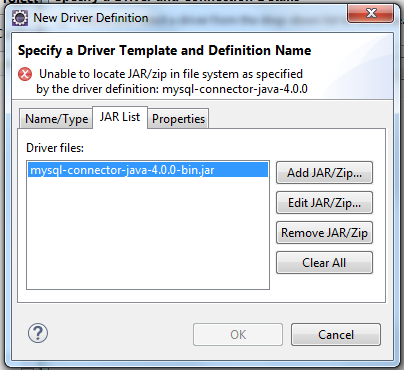 New Driver Definition
Specify a Driver Template and Definition Name
Unable to locate JAR/zip in file system as specified
by the driver definition: mysql-connector-java-4.0.0
Name/Type JAR List Properties
Driver files:
mysql-connector-java-4.0.0-bin.jar
Add JAR/Zip...
Edit JAR/Zip...
Remove JAR/Zip
Clear All
? OK Cancel